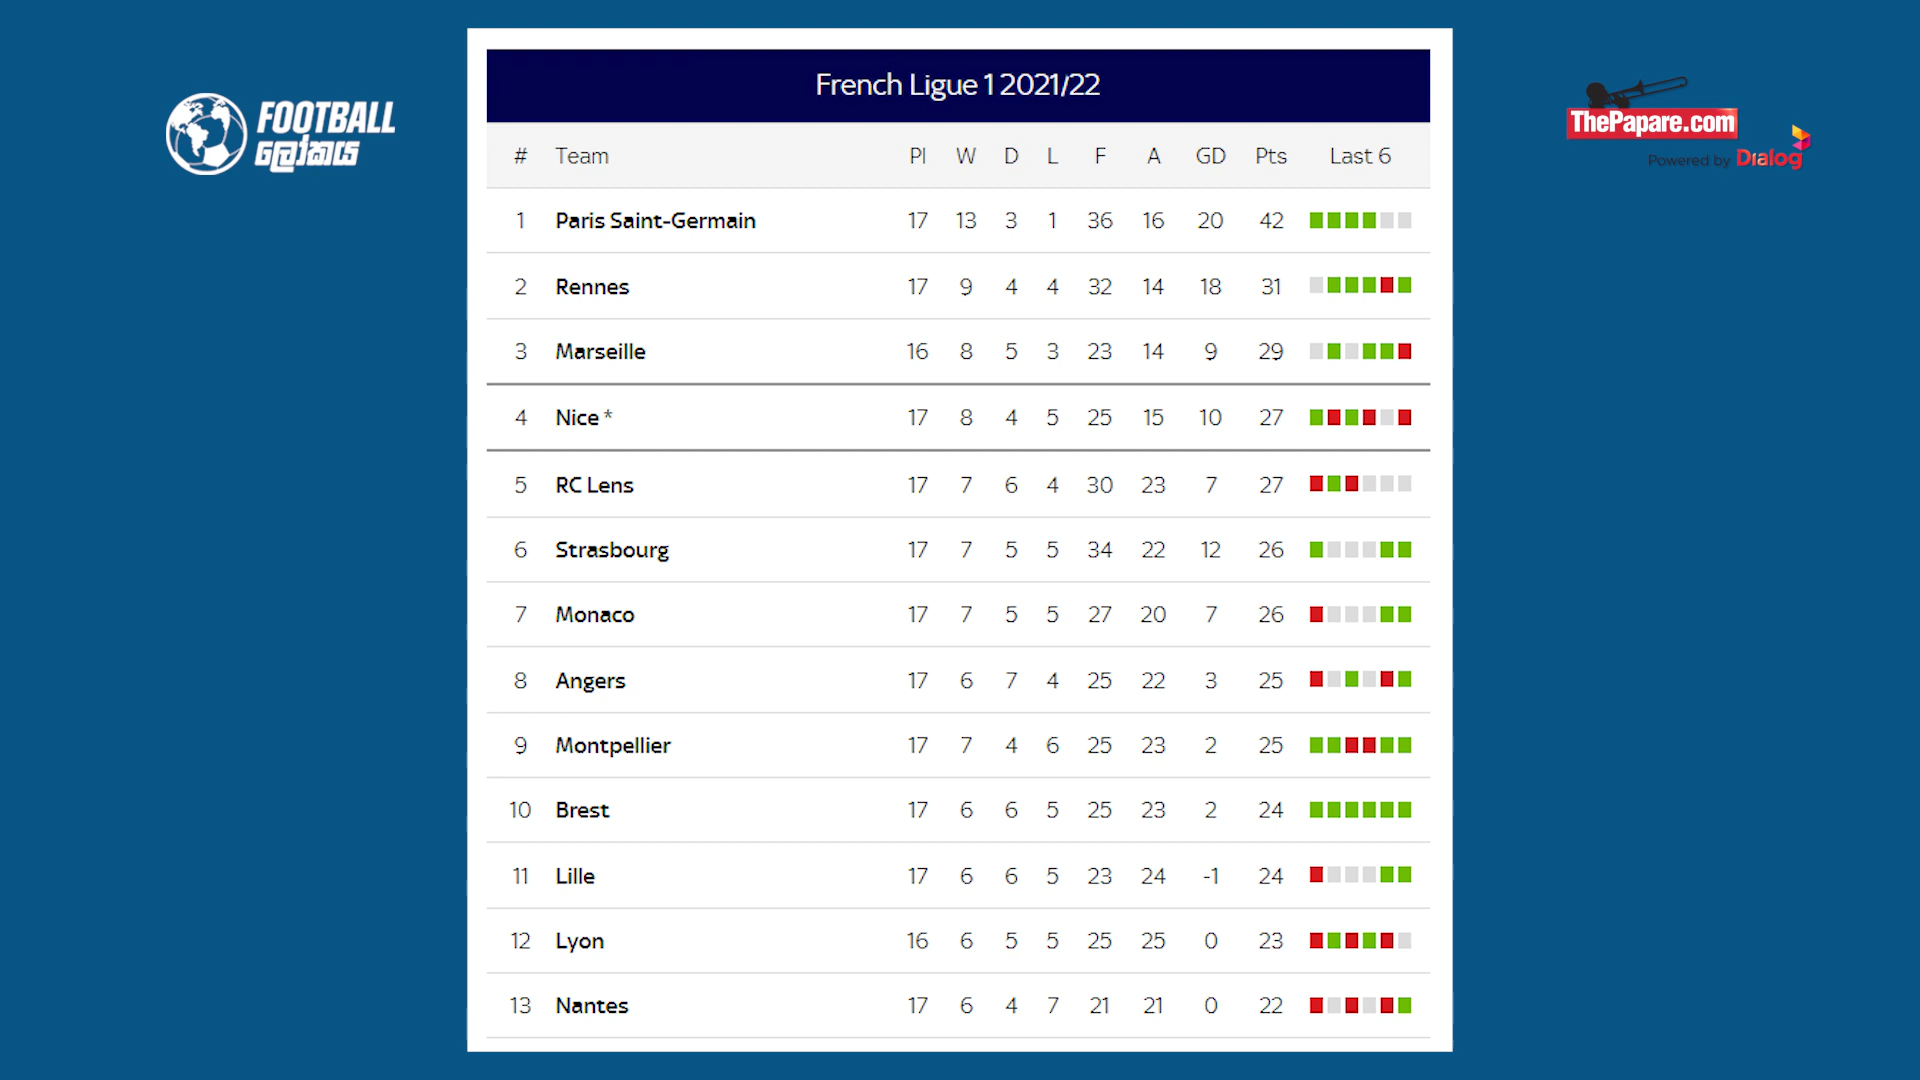 FOOTBALL
ලෝකය
ThePapare.com
Powered by Dialog
French Ligue 1 2021/22
# Team Pl W D L F A GD Pts Last 6
1 Paris Saint-Germain 17 13 3 1 36 16 20 42
2 Rennes 17 9 4 4 32 14 18 31
3 Marseille 16 8 5 3 23 14 9 29
4 Nice * 17 8 4 5 25 15 10 27
5 RC Lens 17 7 6 4 30 23 7 27
6 Strasbourg 17 7 5 5 34 22 12 26
7 Monaco 17 7 5 5 27 20 7 26
8 Angers 17 6 7 4 25 22 3 25
9 Montpellier 17 7 4 6 25 23 2 25
10 Brest 17 6 6 5 25 23 2 24
11 Lille 17 6 6 5 23 24 -1 24
12 Lyon 16 6 5 5 25 25 0 23
13 Nantes 17 6 4 7 21 21 0 22